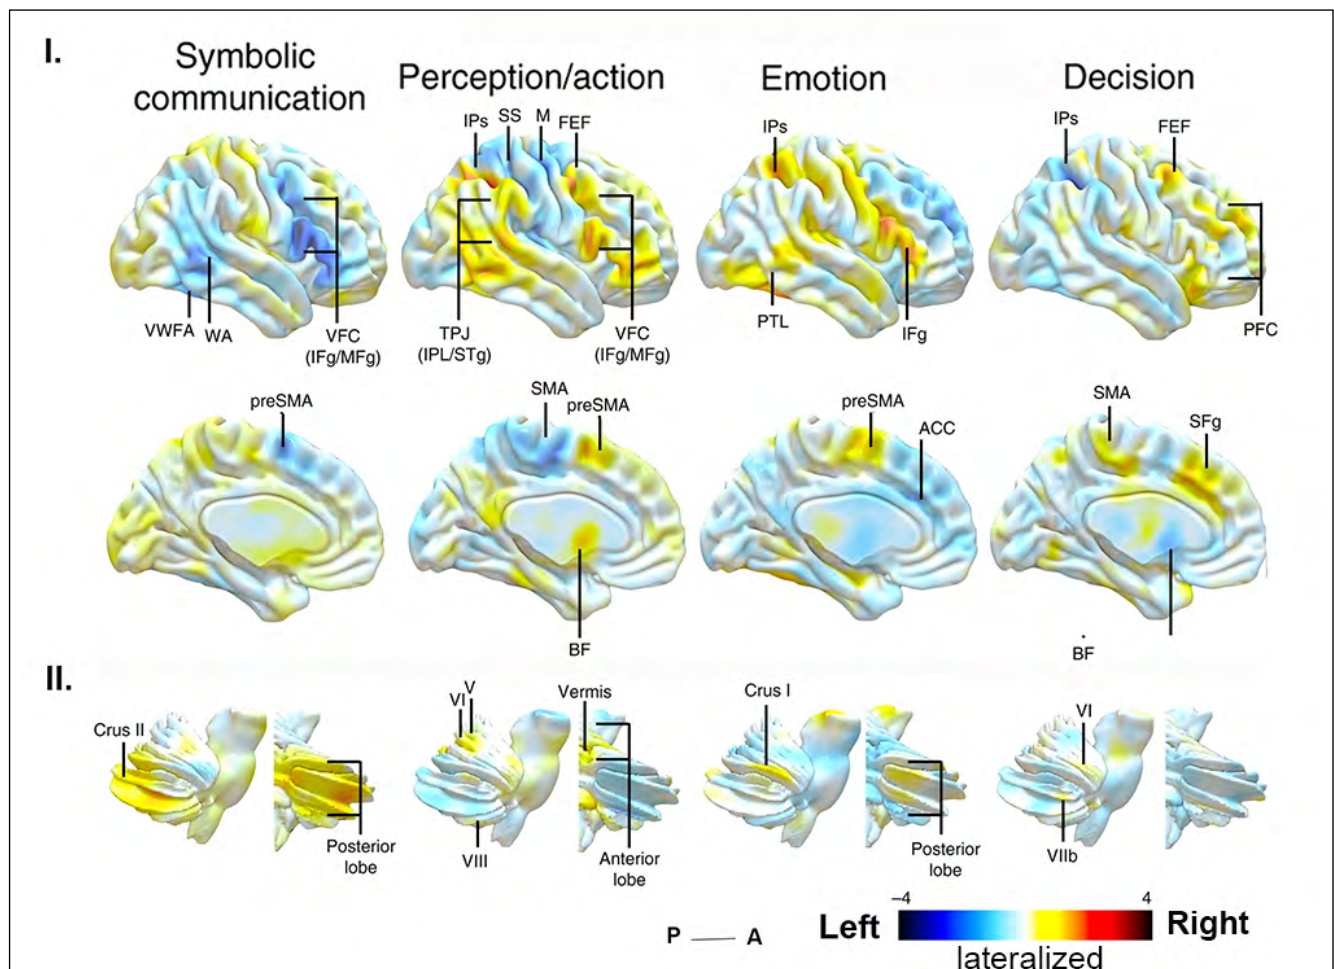 I.
Symbolic
communication
Perception/action
Emotion
Decision
IPs SS M FEF
IPs
IPs
FEF
VWFA WA
VFC
(IFg/MFg)
TPJ
(IPL/STg)
VFC
(IFg/MFg)
PTL
IFg
PFC
preSMA
SMA
preSMA
preSMA
ACC
SMA
SFg
BF
BF
II.
Crus II
VI
V
Vermis
Crus I
VI
Posterior
lobe
VIII
Anterior
lobe
Posterior
lobe
VIIb
–4
4
P — A
Left
Right
lateralized